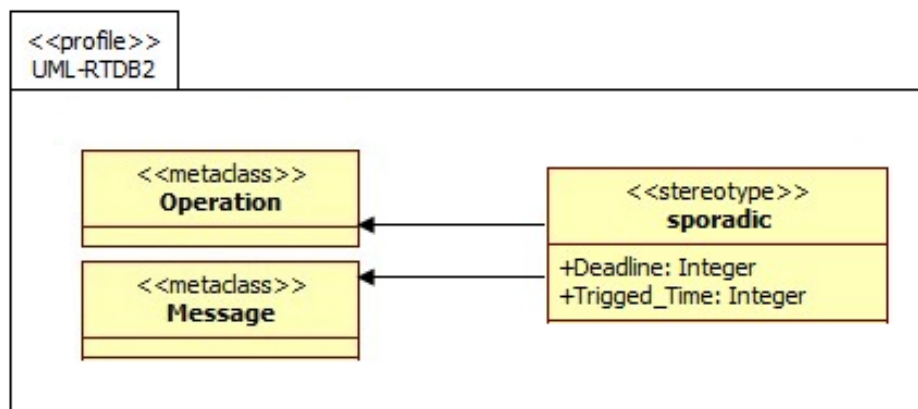 <<profile>>
UML-RTDB2
<<metaclass>>
Operation
<<metaclass>>
Message
<<stereotype>>
sporadic
+Deadline: Integer
+Trigged_Time: Integer